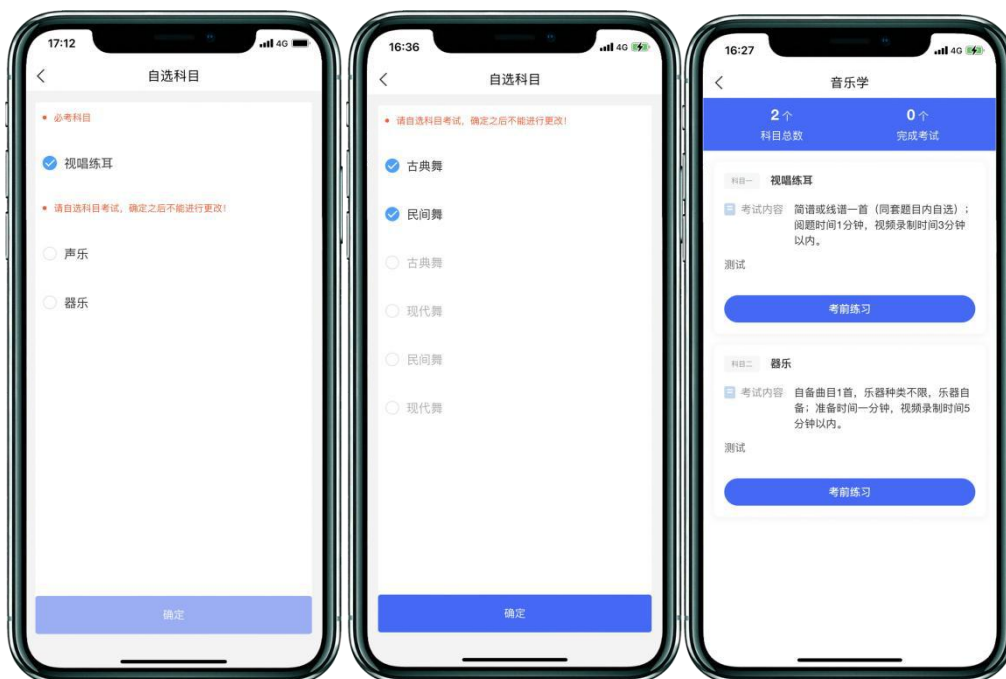 17:12
4G
自选科目
必考科目
视唱练耳
请自选科目考试，确定之后不能进行更改！
声乐
器乐
确定
16:36
4G
自选科目
请自选科目考试，确定之后不能进行更改！
古典舞
民间舞
古典舞
现代舞
民间舞
现代舞
确定
16:27
4G
音乐学
2个
0个
科目总数
完成考试
科目一 视唱练耳
考试内容 简谱或线谱一首（同套题目内自选）；
阅题时间1分钟，视频录制时间3分钟
以内。
测试
考前练习
科目二 器乐
考试内容 自备曲目1首，乐器种类不限，乐器自
备；准备时间一分钟，视频录制时间5
分钟以内。
测试
考前练习